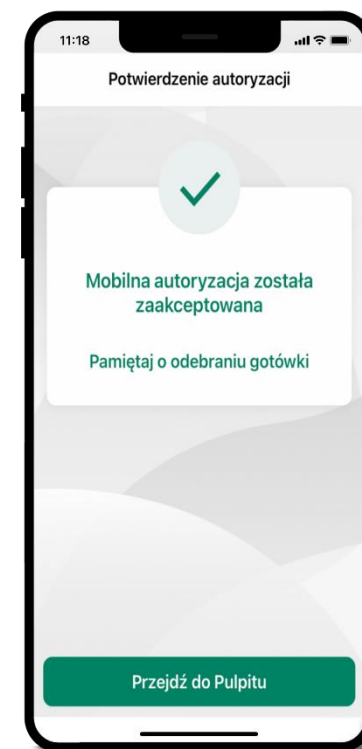 11:18
Potwierdzenie autoryzacji
Mobilna autoryzacja została
zaakceptowana
Pamiętaj o odebraniu gotówki
Przejdź do Pulpitu